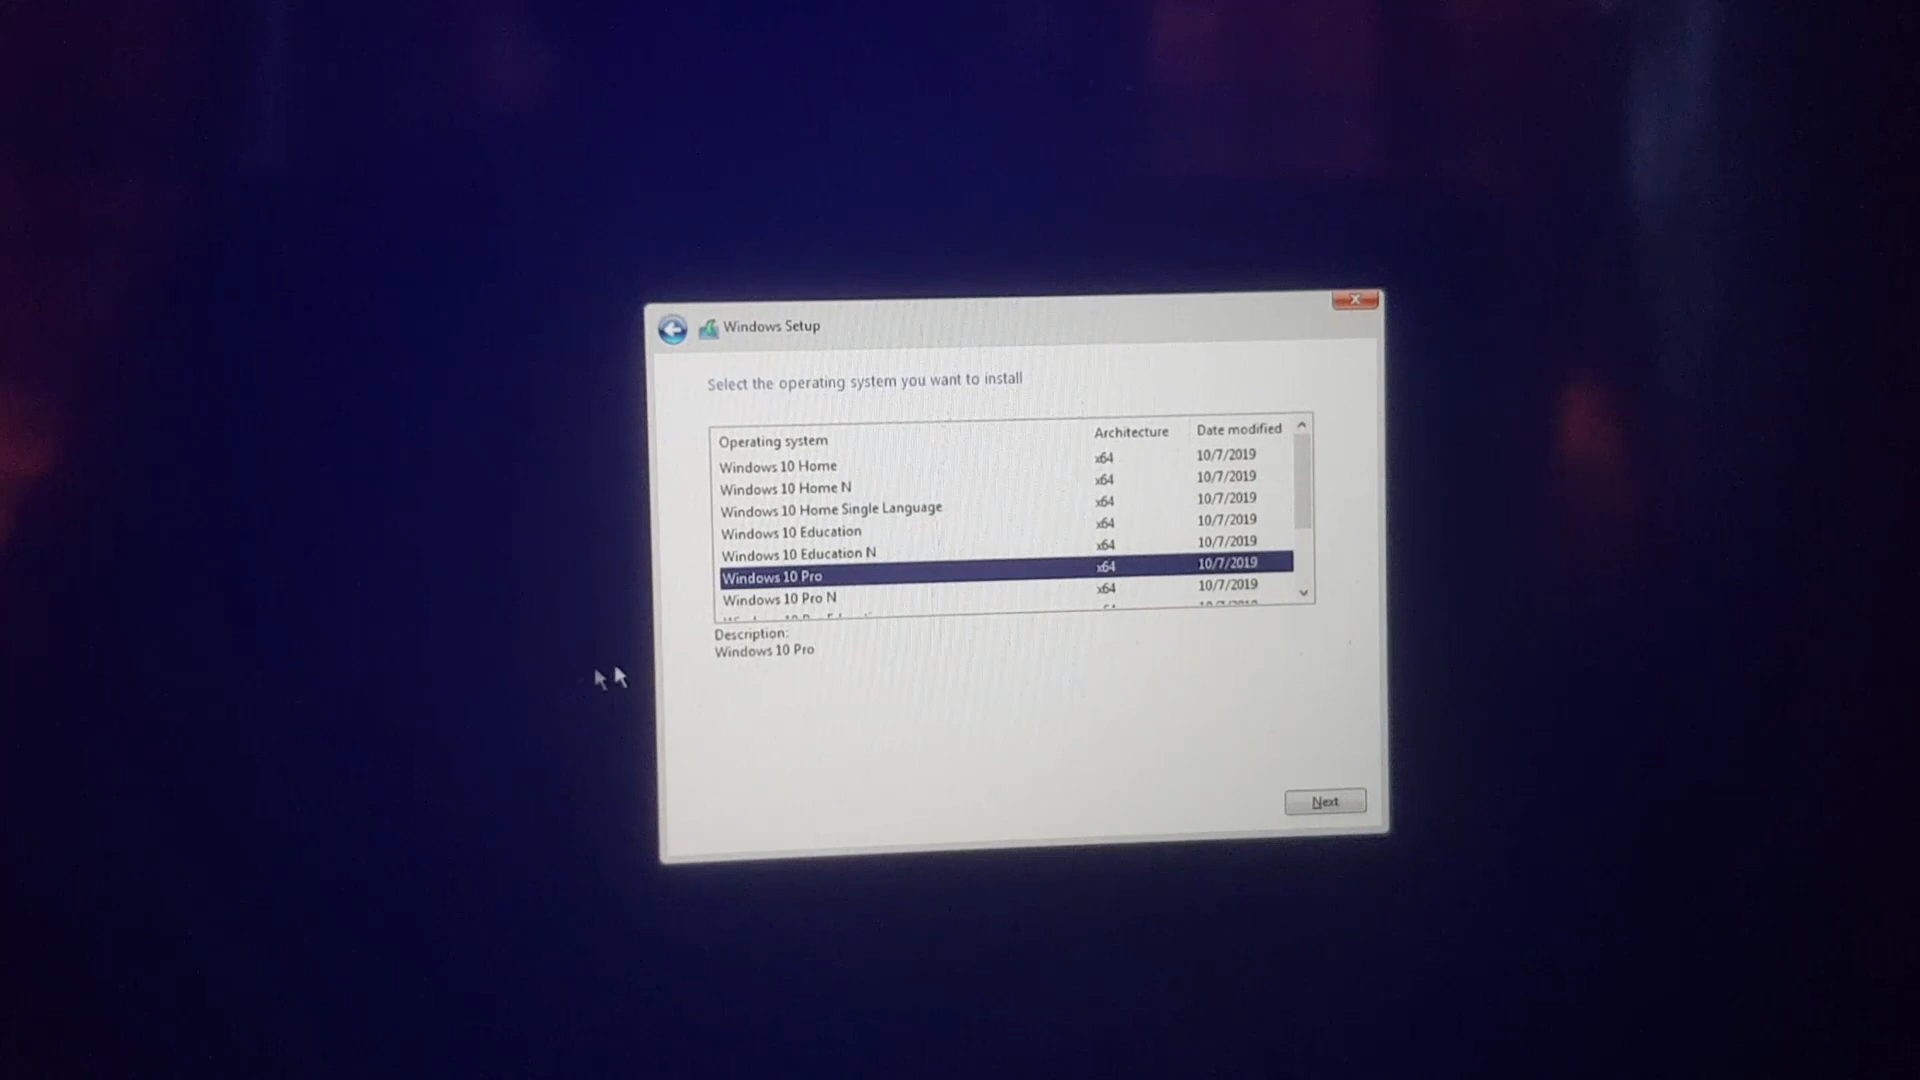 Windows Setup
Select the operating system you want to install
Operating system Architecture Date modified
Windows 10 Home x64 10/7/2019
Windows 10 Home N x64 10/7/2019
Windows 10 Home Single Language x64 10/7/2019
Windows 10 Education x64 10/7/2019
Windows 10 Education N x64 10/7/2019
Windows 10 Pro x64 10/7/2019
Windows 10 Pro N x64 10/7/2019
Description:
Windows 10 Pro
Next